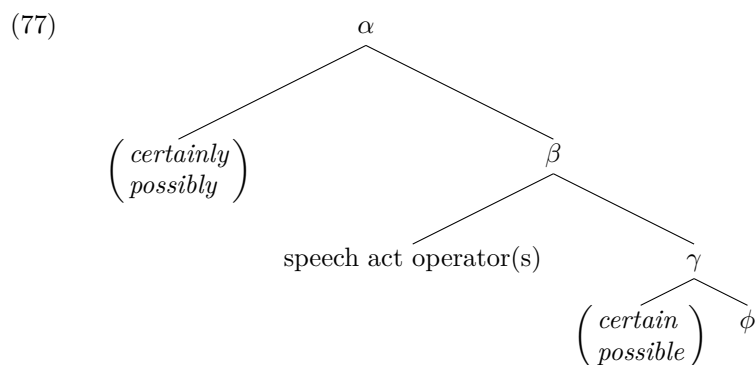 (77)
α
certainly
possibly
β
speech act operator(s)
γ
certain
possible
ϕ